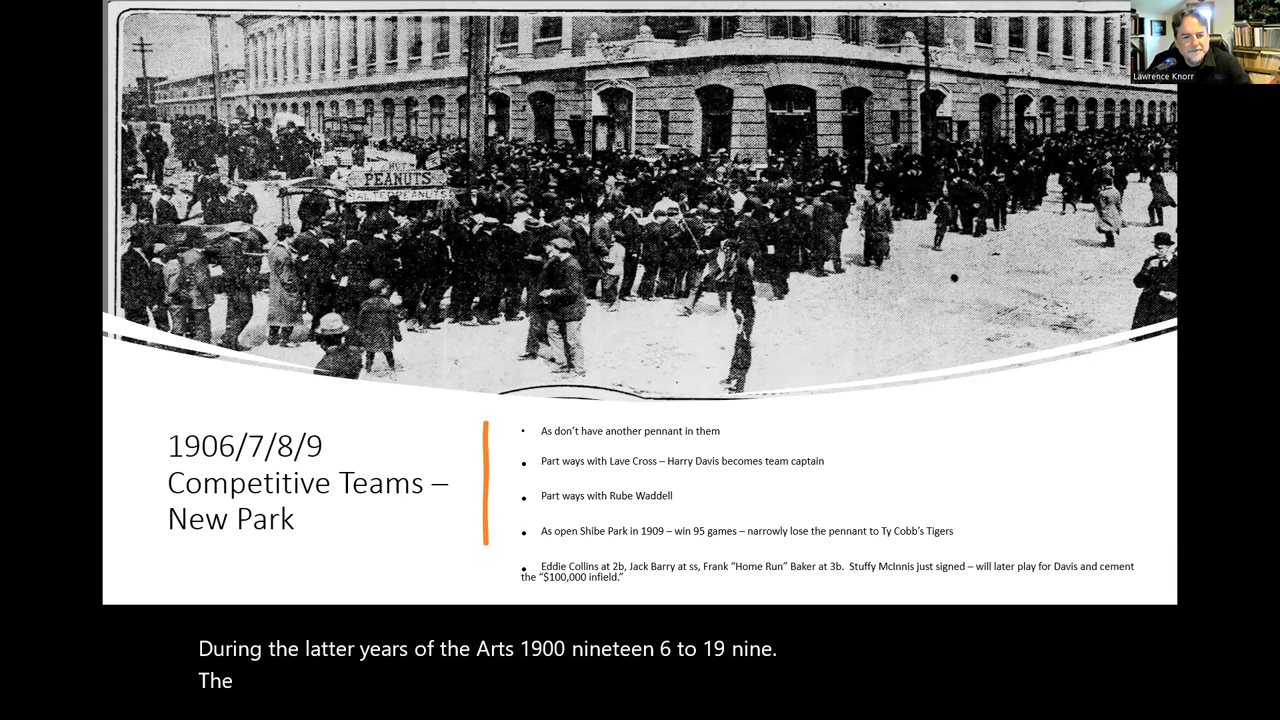 HOT
PEANUTS
SALTED PEANUTS
Lawrence Knorr
1906/7/8/9
Competitive Teams –
New Park
• As don’t have another pennant in them
• Part ways with Lave Cross – Harry Davis becomes team captain
• Part ways with Rube Waddell
• As open Shibe Park in 1909 – win 95 games – narrowly lose the pennant to Ty Cobb’s Tigers
• Eddie Collins at 2b, Jack Barry at ss, Frank “Home Run” Baker at 3b. Stuffy McInnis just signed – will later play for Davis and cement
the “$100,000 infield.”
During the latter years of the Arts 1900 nineteen 6 to 19 nine.
The